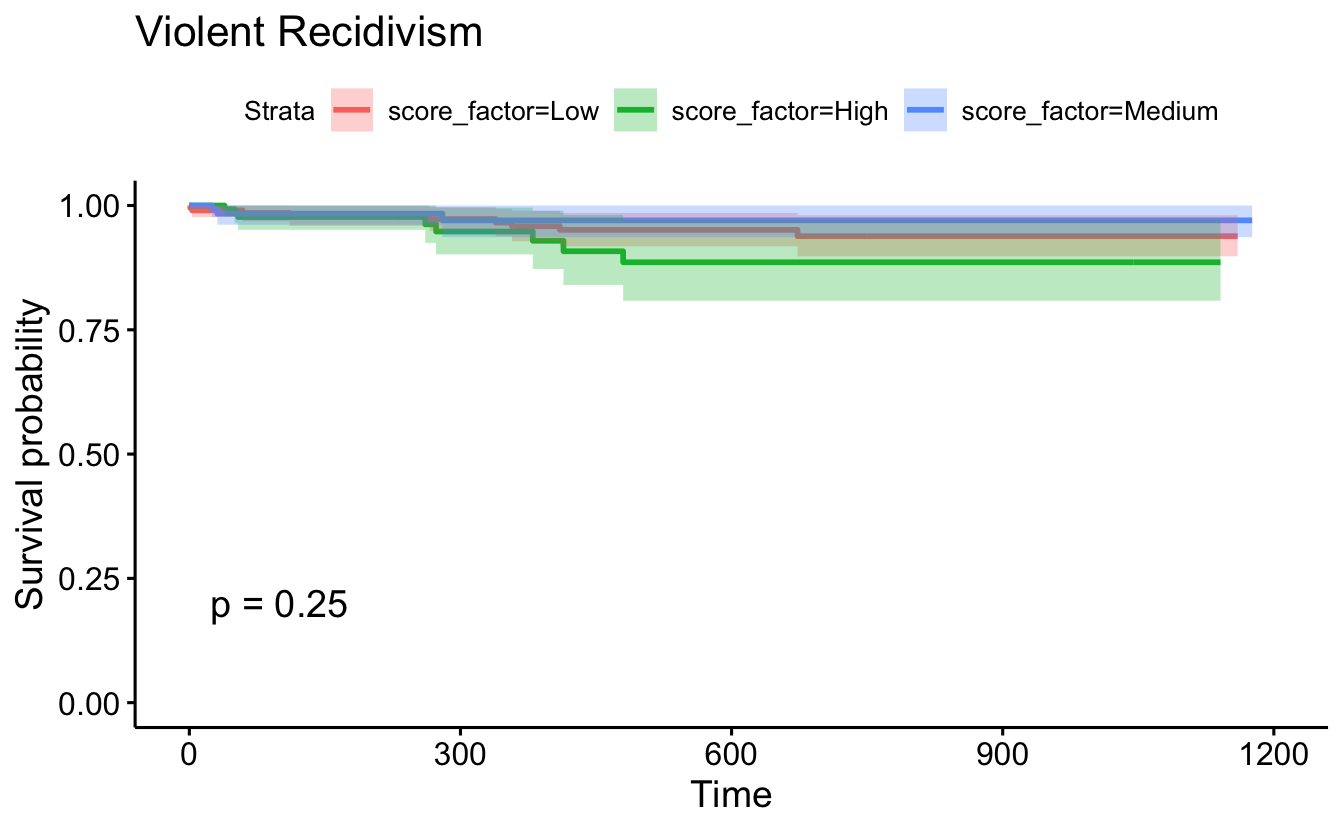 Violent Recidivism
Strata score_factor=Low score_factor=High score_factor=Medium
1.00
0.75
0.50
0.25
0.00
Survival probability
p = 0.25
0 300 600 900 1200
Time